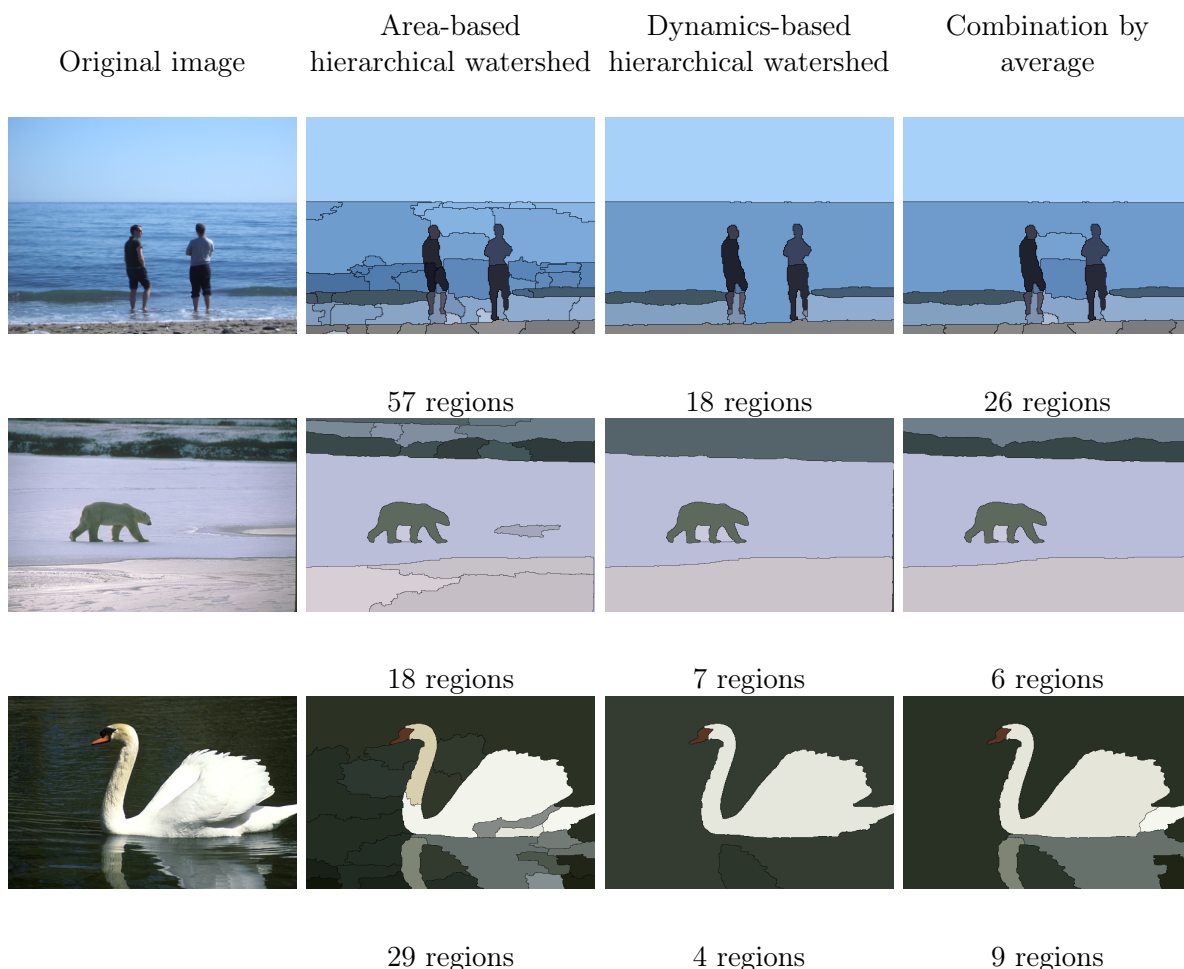 Original image
Area-based
hierarchical watershed
Dynamics-based
hierarchical watershed
Combination by
average
57 regions
18 regions
26 regions
18 regions
7 regions
6 regions
29 regions
4 regions
9 regions